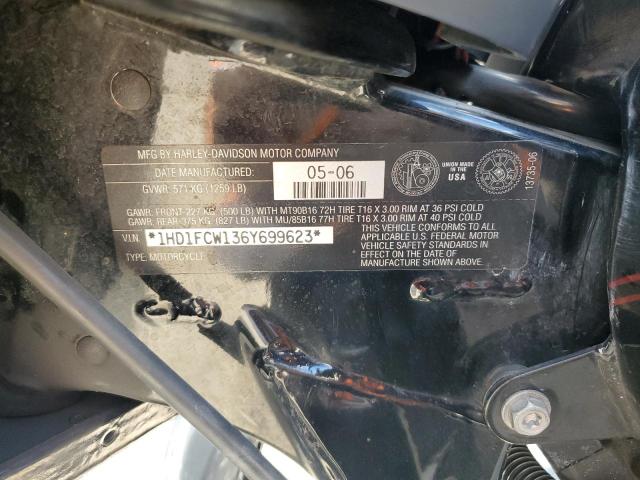 MFG BY HARLEY-DAVIDSON MOTOR COMPANY
DATE MANUFACTURED: 05-06
GVWR: 571 KG (1259 LB)
UNION MADE IN THE USA
13735-06
GAWR: FRONT-227 KG (500 LB) WITH MT90B16 72H TIRE T16 X 3.00 RIM AT 36 PSI COLD
GAWR: REAR-375 KG (827 LB) WITH MU/85B16 77H TIRE T16 X 3.00 RIM AT 40 PSI COLD
V.I.N. *1HD1FCW136Y699623*
THIS VEHICLE CONFORMS TO ALL
APPLICABLE U.S. FEDERAL MOTOR
VEHICLE SAFETY STANDARDS IN
EFFECT ON THE DATE OF
MANUFACTURE SHOWN ABOVE.
TYPE: MOTORCYCLE